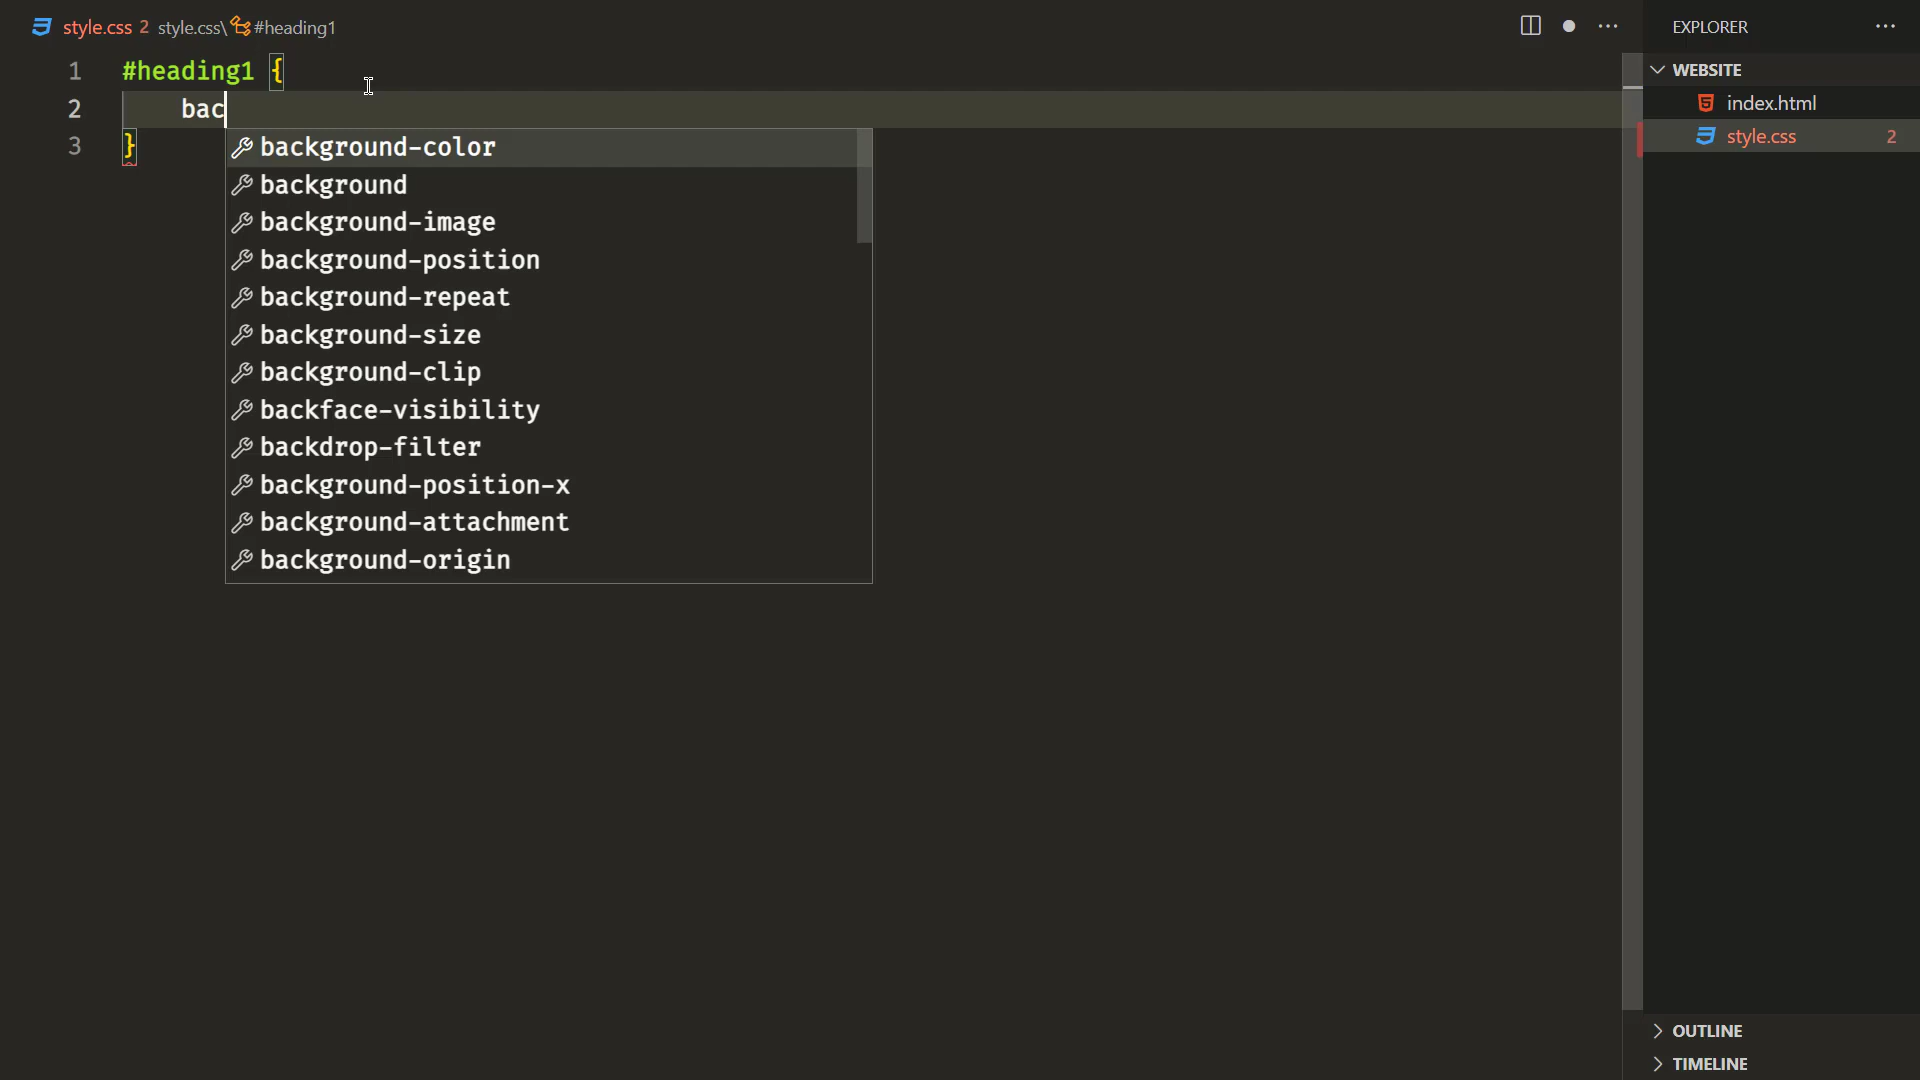 style.css 2 style.css\ #heading1
1 #heading1 {
2 bac
3 }
background-color
background
background-image
background-position
background-repeat
background-size
background-clip
backface-visibility
backdrop-filter
background-position-x
background-attachment
background-origin
EXPLORER
WEBSITE
index.html
style.css 2
OUTLINE
TIMELINE